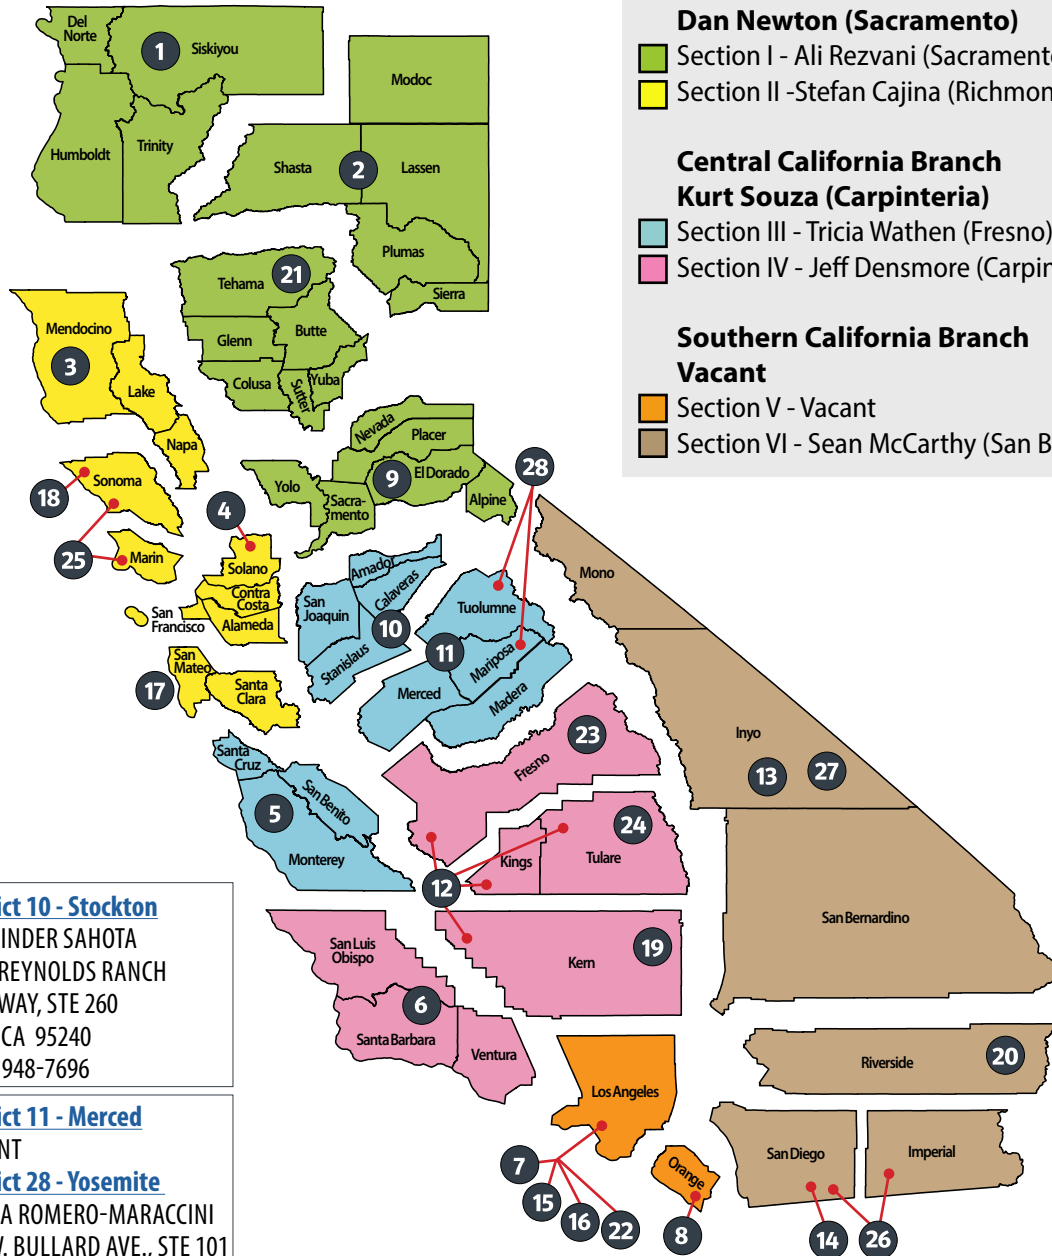 Dan Newton (Sacramento)
Section I - Ali Rezvani (Sacramento
Section II -Stefan Cajina (Richmon
Central California Branch
Kurt Souza (Carpinteria)
Section III - Tricia Wathen (Fresno)
Section IV - Jeff Densmore (Carpin
Southern California Branch
Vacant
Section V - Vacant
Section VI - Sean McCarthy (San B
Del
Norte
1
Siskiyou
Modoc
Humboldt
Trinity
Shasta
2
Lassen
Plumas
Sierra
Tehama
21
Glenn
Butte
Colusa
Sutter
Yuba
Mendocino
3
Lake
Napa
Nevada
Placer
9
El Dorado
Yolo
Sacra-
mento
Alpine
28
18
Sonoma
25
Marin
4
Solano
Contra
Costa
San
Francisco
Alameda
San
Mateo
17
Santa
Clara
Amador
Calaveras
San
Joaquin
10
Stanislaus
Tuolumne
11
Mariposa
Merced
Madera
Mono
Inyo
13
27
23
Fresno
Santa
Cruz
San Benito
5
Monterey
24
Kings
Tulare
12
San Bernardino
San Luis
Obispo
Kern
19
6
Santa Barbara
Ventura
Los Angeles
Riverside
20
7
15
16
22
Orange
8
San Diego
Imperial
14
26
ict 10 - Stockton
INDER SAHOTA
REYNOLDS RANCH
WAY, STE 260
CA 95240
948-7696
ict 11 - Merced
NT
ict 28 - Yosemite
A ROMERO-MARACCINI
. BULLARD AVE., STE 101